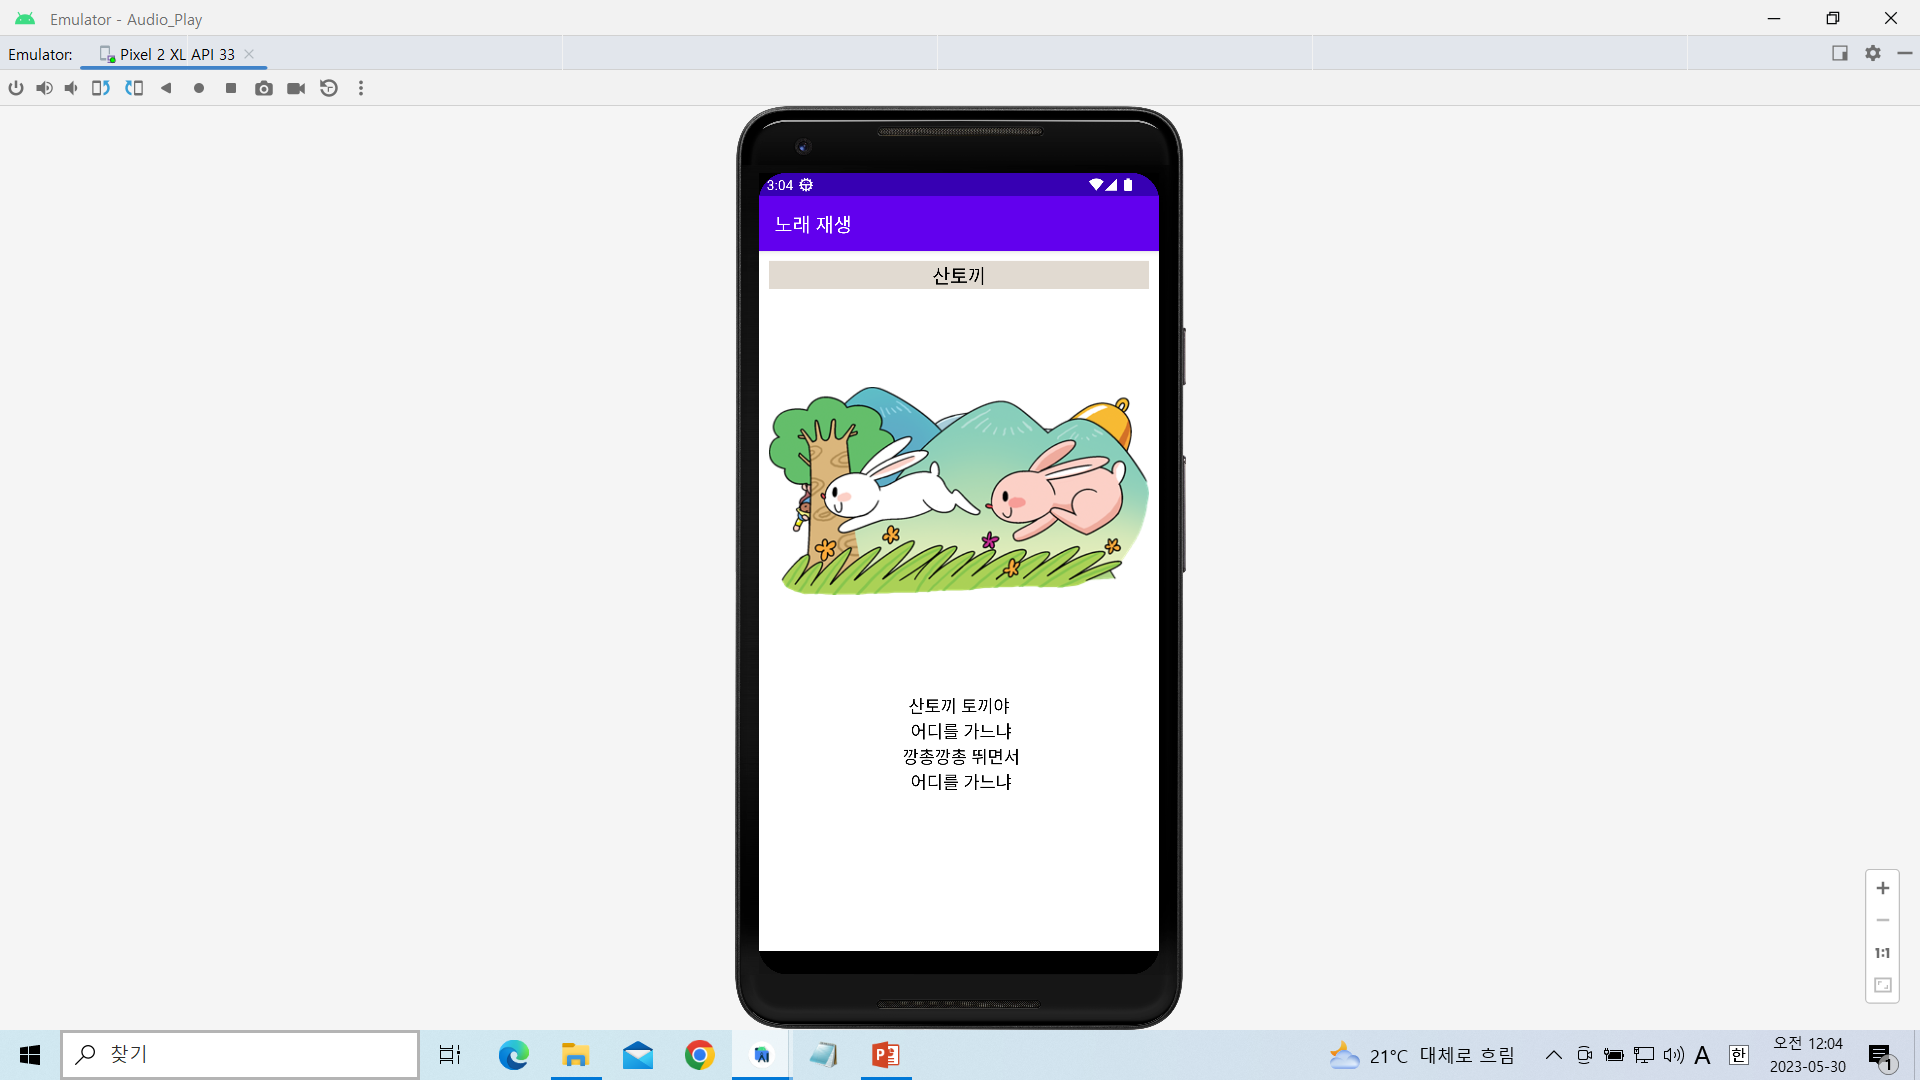 Emulator - Audio_Play
Emulator: Pixel 2 XL API 33
3:04
노래 재생
산토끼
산토끼 토끼야
어디를 가느냐
깡총깡총 뛰면서
어디를 가느냐
1:1
찾기
21°C 대체로 흐림
A 한
오전 12:04
2023-05-30
1